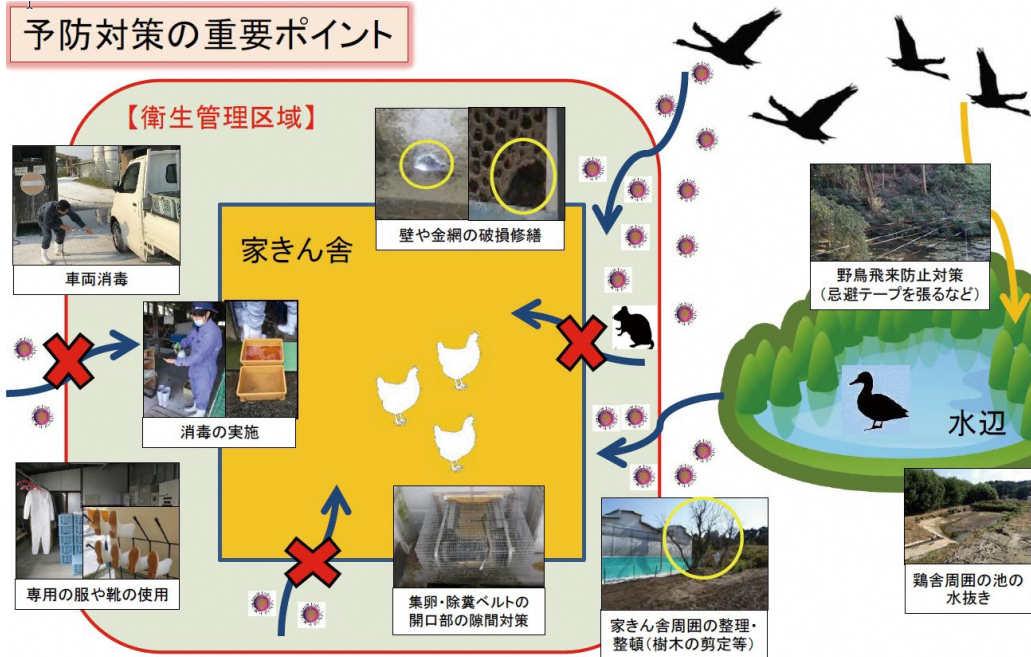 予防対策の重要ポイント
【衛生管理区域】
車両消毒
壁や金網の破損修繕
家きん舎
野鳥飛来防止対策
(忌避テープを張るなど)
消毒の実施
水辺
専用の服や靴の使用
集卵・除糞ベルトの
開口部の隙間対策
家きん舎周囲の整理・
整頓(樹木の剪定等)
鶏舎周囲の池の
水抜き